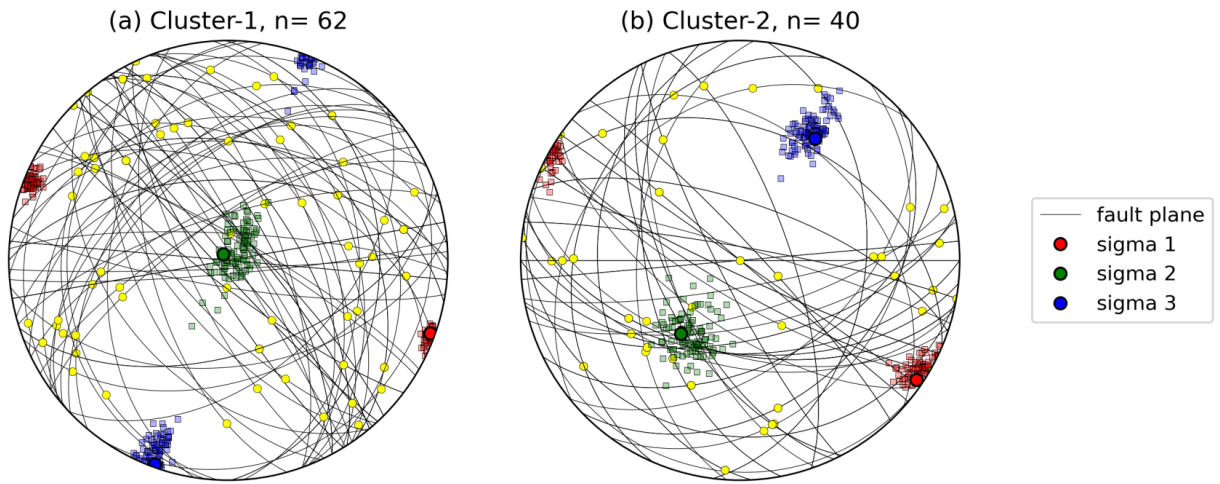 (a) Cluster-1, n= 62
(b) Cluster-2, n= 40
fault plane
sigma 1
sigma 2
sigma 3